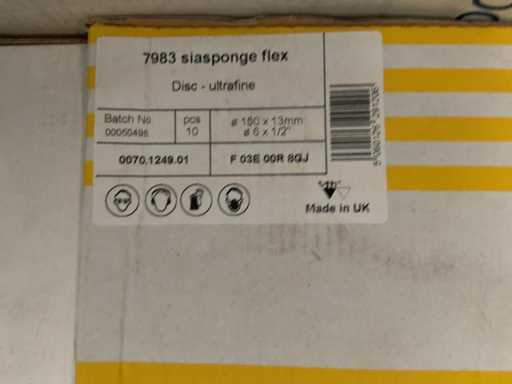 7983 siasponge flex
Disc - ultrafine
Batch No
00050495
pcs
10
ø 150 x 13mm
ø 6 x 1/2"
0070.1249.01
F 03E 00R 8GJ
Made in UK